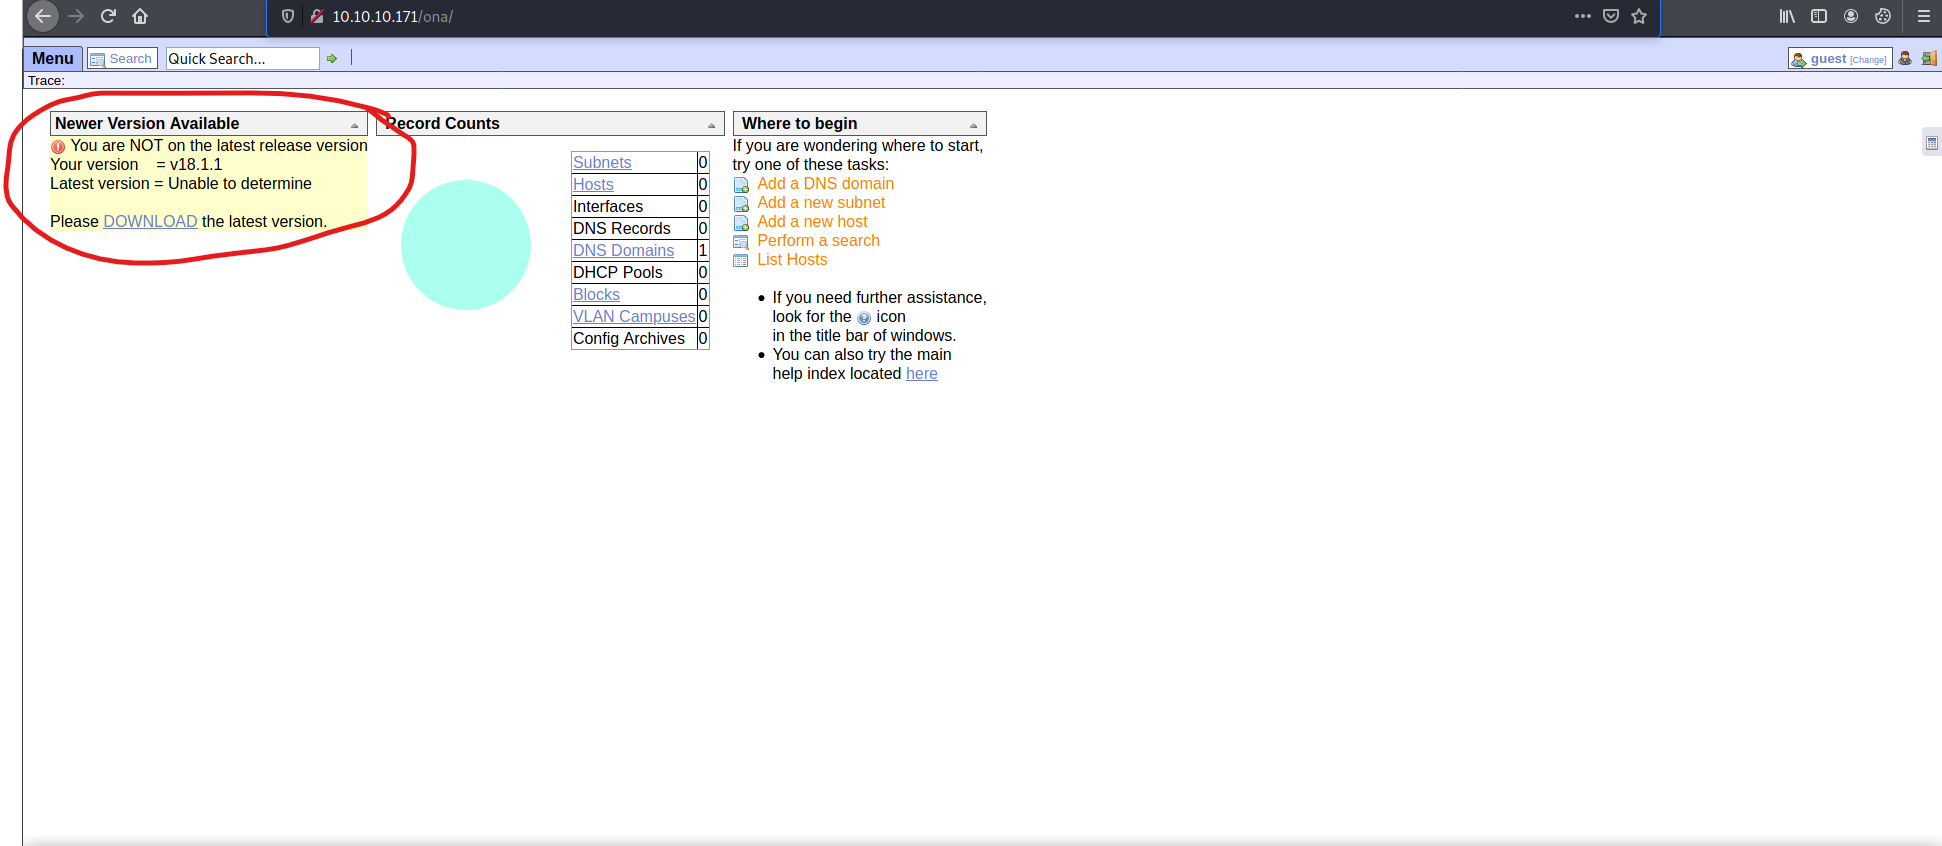 10.10.10.171/ona/
Menu Search Quick Search... guest [Change]
Trace:
Newer Version Available
You are NOT on the latest release version
Your version = v18.1.1
Latest version = Unable to determine
Please DOWNLOAD the latest version.
Record Counts
Subnets 0
Hosts 0
Interfaces 0
DNS Records 0
DNS Domains 1
DHCP Pools 0
Blocks 0
VLAN Campuses 0
Config Archives 0
Where to begin
If you are wondering where to start,
try one of these tasks:
Add a DNS domain
Add a new subnet
Add a new host
Perform a search
List Hosts
If you need further assistance,
look for the ? icon
in the title bar of windows.
You can also try the main
help index located here